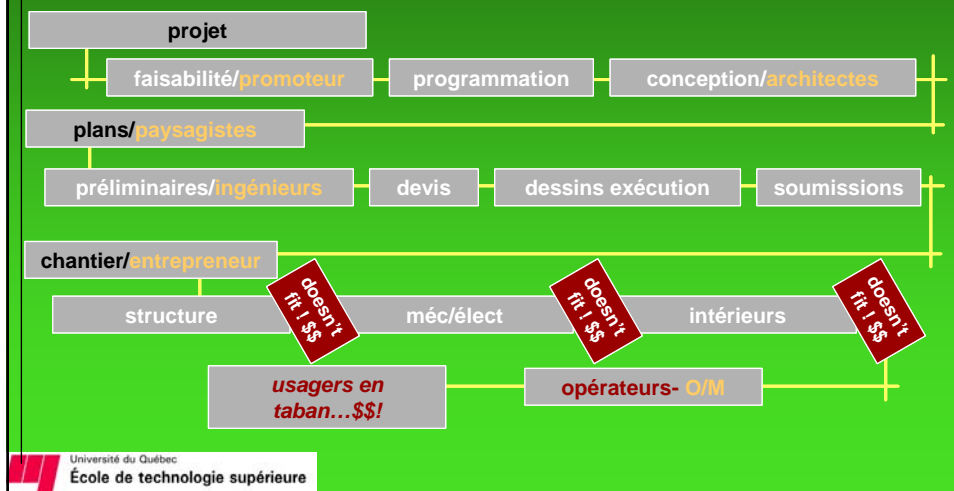 projet
faisabilité/promoteur
programmation
conception/architectes
plans/paysagistes
préliminaires/ingénieurs
devis
dessins exécution
soumissions
chantier/entrepreneur
structure
doesn't
fit ! $$
méc/élect
doesn't
fit ! $$
intérieurs
doesn't
fit ! $$
usagers en
taban…$$!
opérateurs- O/M
Université du Québec
École de technologie supérieure